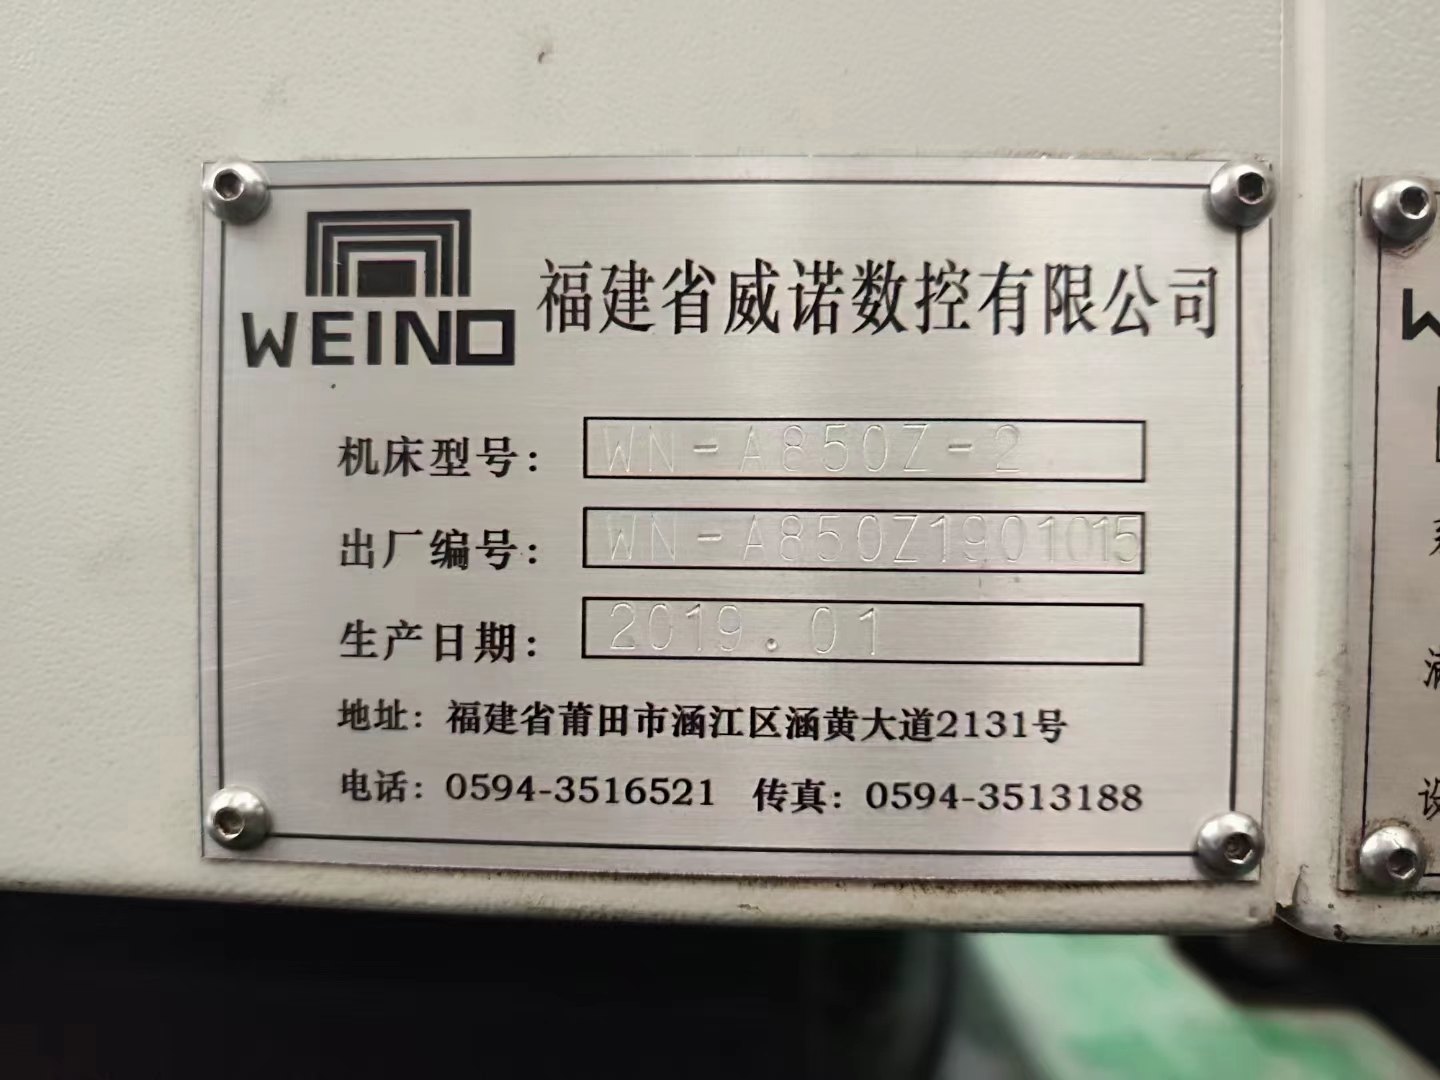 WEINO
福建省威诺数控有限公司
机床型号: WN-A850Z-2
出厂编号: WN-A850Z1901015
生产日期: 2019.01
地址: 福建省莆田市涵江区涵黄大道2131号
电话: 0594-3516521 传真: 0594-3513188